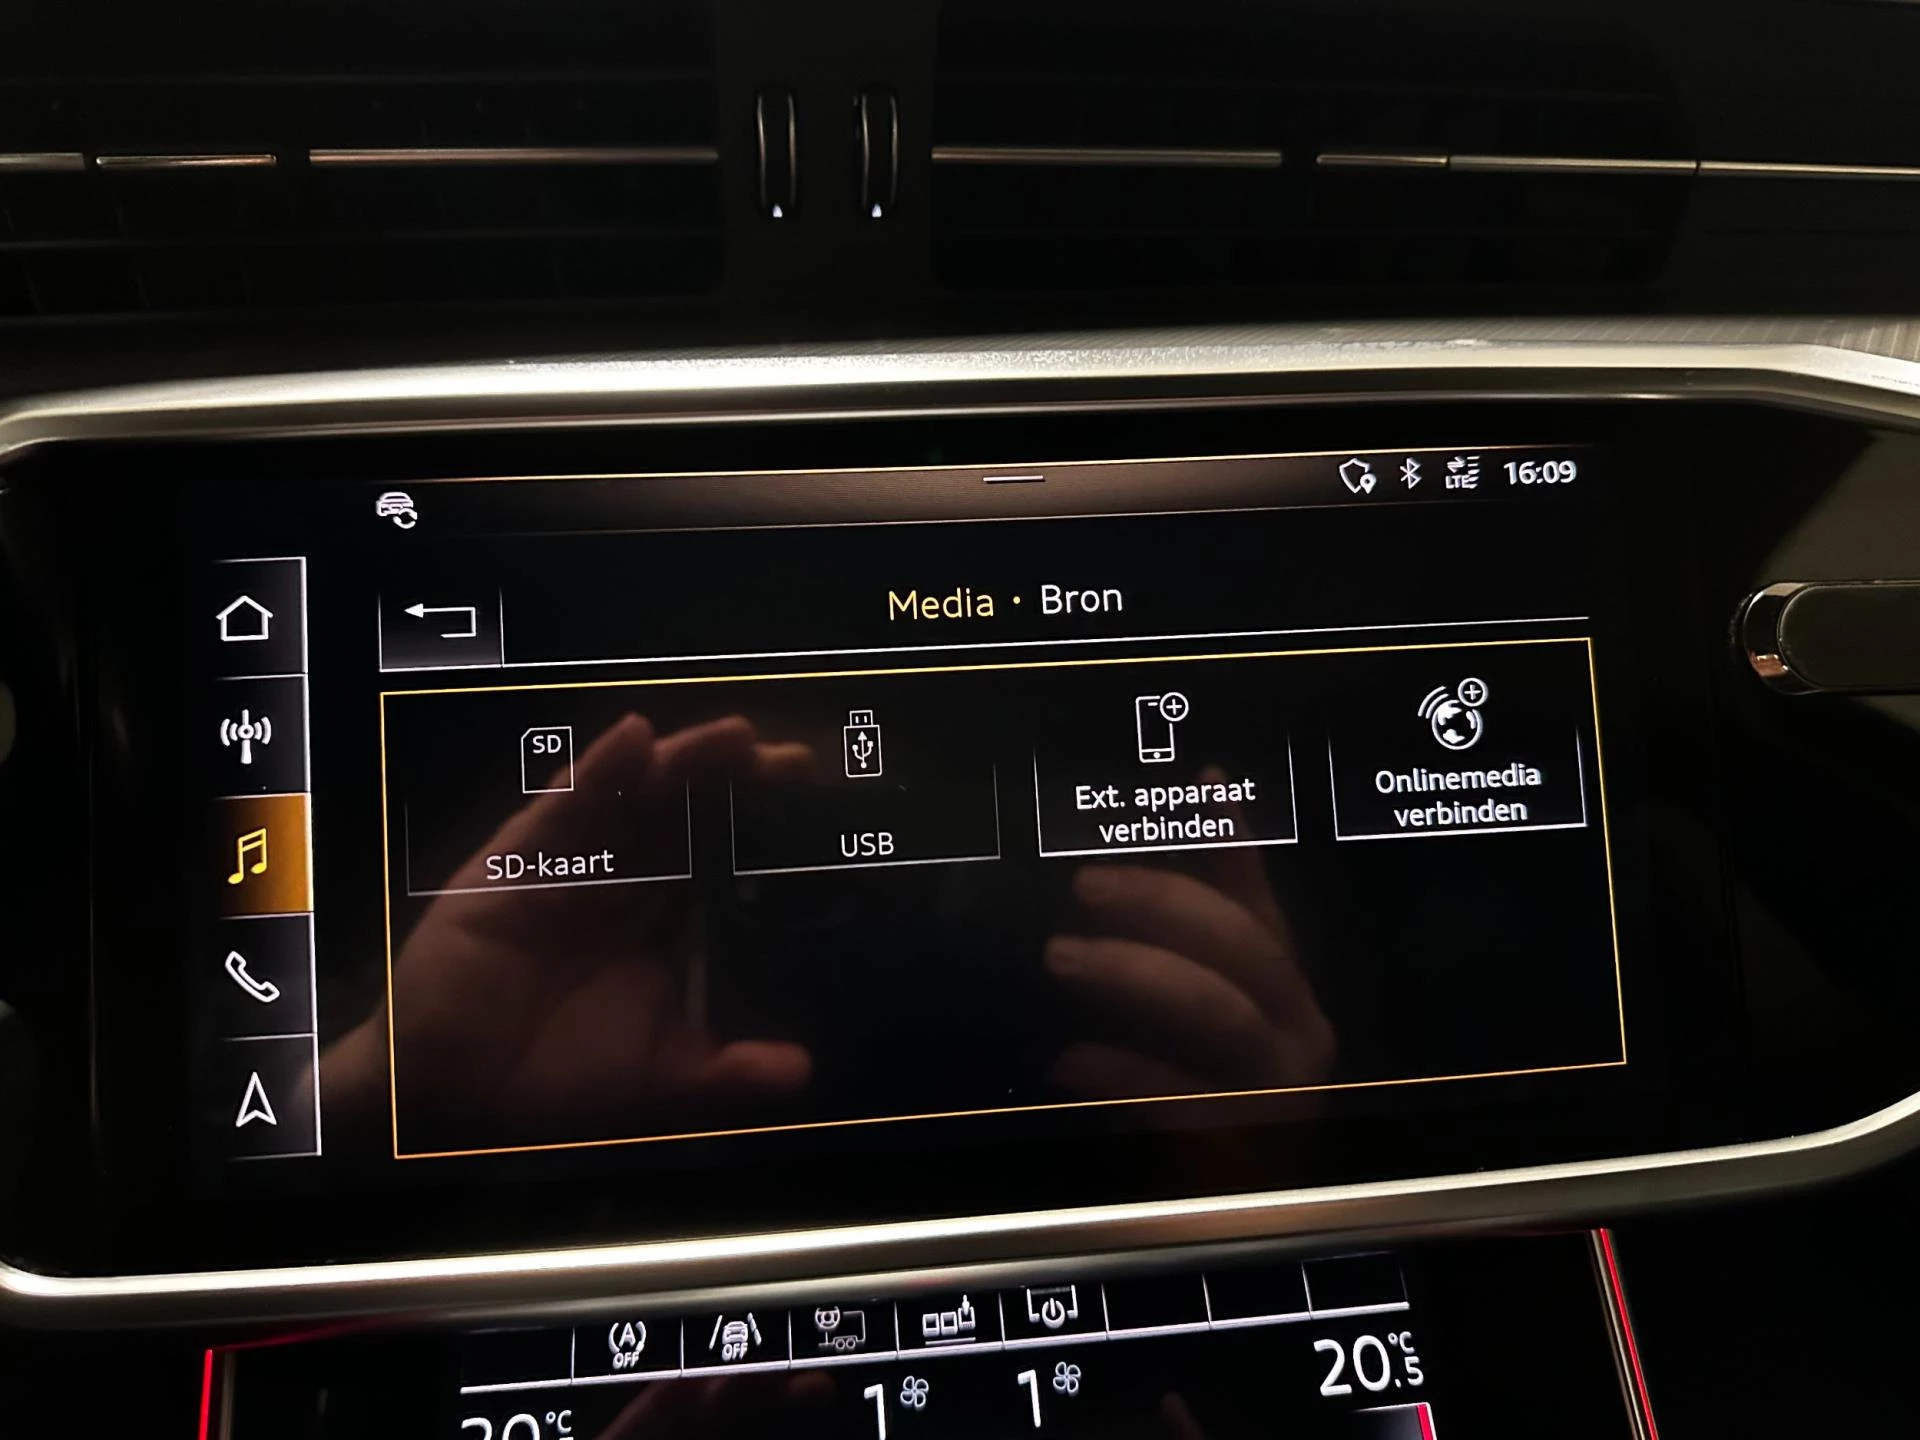 LTE 16:09
Media • Bron
SD
SD-kaart
USB
Ext. apparaat
verbinden
Onlinemedia
verbinden
(A)
OFF
OFF
1
1
20.5 °C
°C